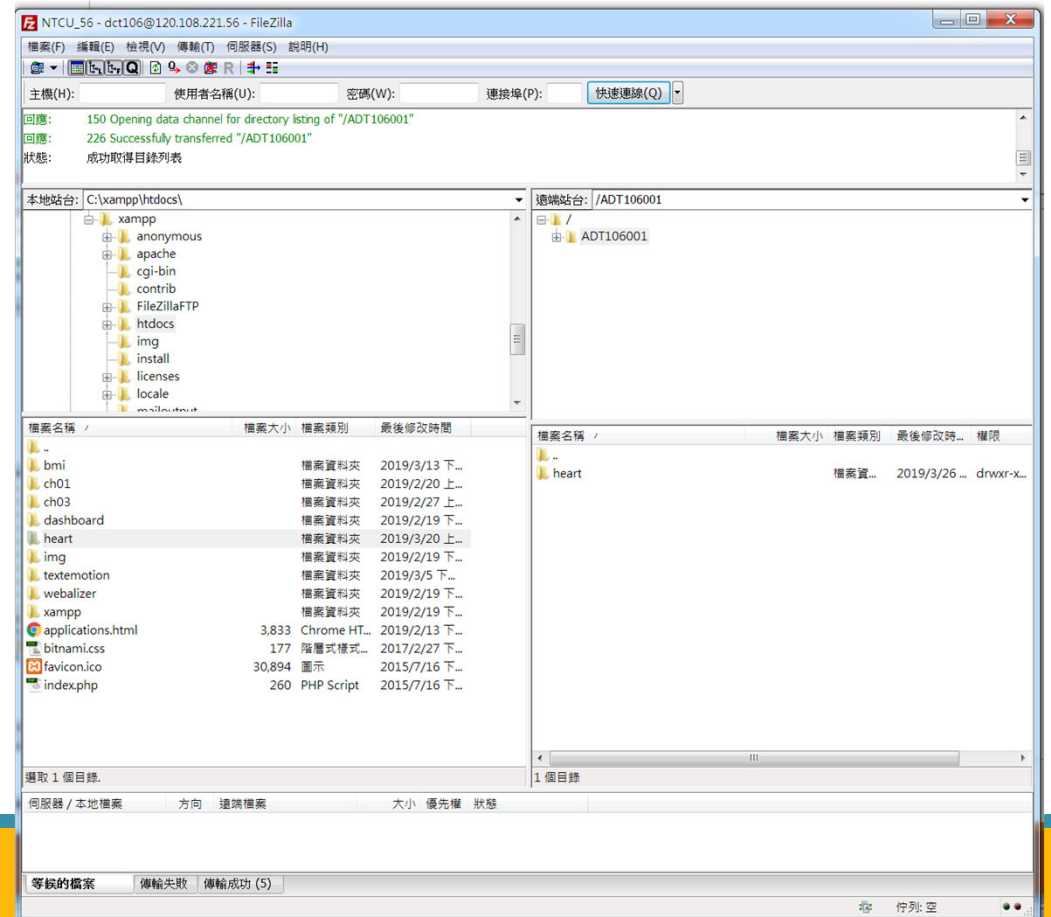 NTCU_56 - dct106@120.108.221.56 - FileZilla
檔案(F) 編輯(E) 檢視(V) 傳輸(T) 伺服器(S) 說明(H)
主機(H): 使用者名稱(U): 密碼(W): 連接埠(P): 快速連線(Q)
回應: 150 Opening data channel for directory listing of "/ADT106001"
回應: 226 Successfully transferred "/ADT106001"
狀態: 成功取得目錄列表
本地站台: C:\xampp\htdocs\
xampp
anonymous
apache
cgi-bin
contrib
FileZillaFTP
htdocs
img
install
licenses
locale
mailoutput
遠端站台: /ADT106001
/
ADT106001
檔案名稱 / 檔案大小 檔案類別 最後修改時間
..
bmi 檔案資料夾 2019/3/13 下...
ch01 檔案資料夾 2019/2/20 上...
ch03 檔案資料夾 2019/2/27 上...
dashboard 檔案資料夾 2019/2/19 下...
heart 檔案資料夾 2019/3/20 上...
img 檔案資料夾 2019/2/19 下...
textemotion 檔案資料夾 2019/3/5 下...
webalizer 檔案資料夾 2019/2/19 下...
xampp 檔案資料夾 2019/2/19 下...
applications.html 3,833 Chrome HT... 2019/2/13 下...
bitnami.css 177 階層式樣式... 2017/2/27 下...
favicon.ico 30,894 圖示 2015/7/16 下...
index.php 260 PHP Script 2015/7/16 下...
選取 1 個目錄.
檔案名稱 / 檔案大小 檔案類別 最後修改時... 權限
..
heart 檔案資... 2019/3/26 ... drwxr-x...
1 個目錄
伺服器 / 本地檔案 方向 遠端檔案 大小 優先權 狀態
等候的檔案 傳輸失敗 傳輸成功 (5)
佇列: 空